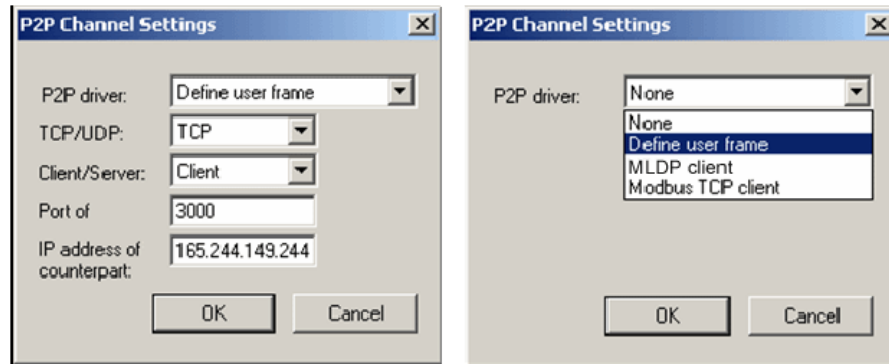 P2P Channel Settings
P2P driver:
Define user frame
TCP/UDP:
TCP
Client/Server:
Client
Port of
3000
IP address of
counterpart:
165.244.149.244
OK
Cancel
P2P Channel Settings
P2P driver:
None
None
Define user frame
MLDP client
Modbus TCP client
OK
Cancel